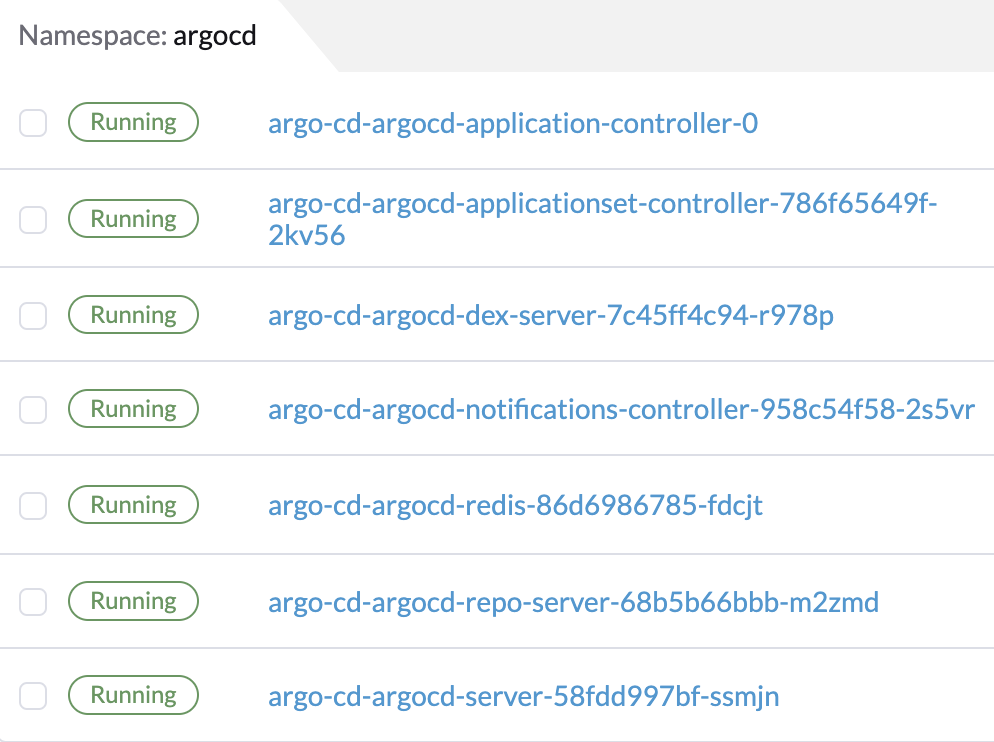 Namespace: argocd
Running argo-cd-argocd-application-controller-0
Running argo-cd-argocd-applicationset-controller-786f65649f-
2kv56
Running argo-cd-argocd-dex-server-7c45ff4c94-r978p
Running argo-cd-argocd-notifications-controller-958c54f58-2s5vr
Running argo-cd-argocd-redis-86d6986785-fdcjt
Running argo-cd-argocd-repo-server-68b5b66bbb-m2zmd
Running argo-cd-argocd-server-58fdd997bf-ssmjn